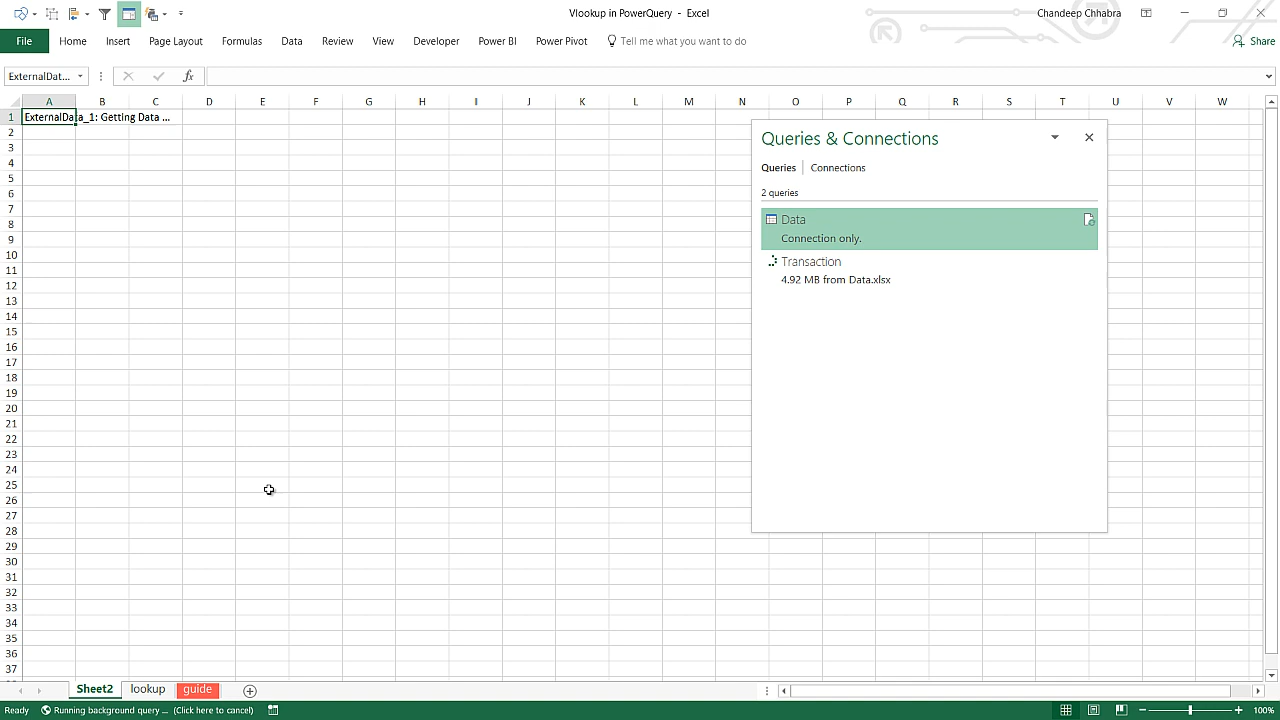 Vlookup in PowerQuery - Excel
Chandeep Chhabra
File Home Insert Page Layout Formulas Data Review View Developer Power BI Power Pivot Tell me what you want to do Share
ExternalDat... fx
A B C D E F G H I J K L M N O P Q R S T U V W
1 ExternalData_1: Getting Data ...
2
3
4
5
6
7
8
9
10
11
12
13
14
15
16
17
18
19
20
21
22
23
24
25
26
27
28
29
30
31
32
33
34
35
36
37
Queries & Connections
Queries | Connections
2 queries
Data
Connection only.
Transaction
4.92 MB from Data.xlsx
Sheet2 lookup guide
Ready Running background query ... (Click here to cancel) 100%